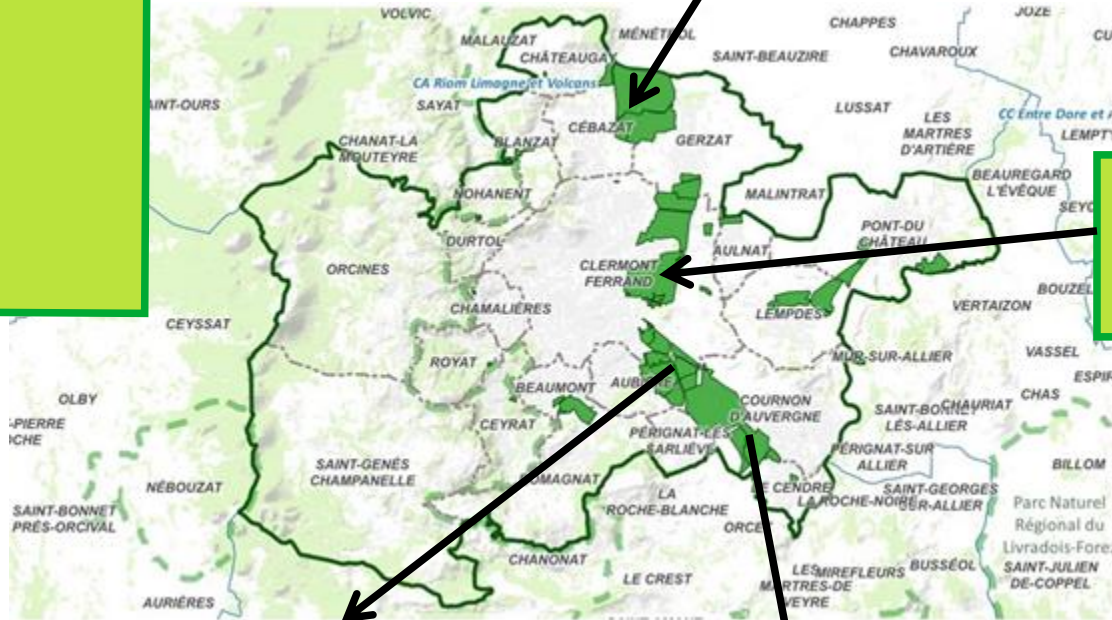 VOLVIC
JOZE
CHAPPES
MALAUZAT
MÉNÉTROL
CHÂTEAUGAY
SAINT-BEAUZIRE
CHAVAROUX
CA Riom Limagne et Volcans
SAINT-OURS
SAYAT
LUSSAT
CC Entre Dore et A
CÉBAZAT
LES
MARTRES
D'ARTIÈRE
LEMPTY
CHANAT-LA
MOUTEYRE
BLANZAT
GERZAT
BEAUREGARD
L'ÉVÊQUE
NOHANENT
MALINTRAT
SEYC
PONT-DU
CHÂTEAU
DURTOL
AULNAT
ORCINES
CLERMONT
FERRAND
BOUZEL
CHAMALIÈRES
LEMPDES
VERTAIZON
CEYSSAT
ROYAT
MUR-SUR-ALLIER
VASSEL
BEAUMONT
AUBIÈRE
ESPIR
OLBY
COURNON
D'AUVERGNE
CHAS
SAINT-BONNET
LÈS-ALLIER
CHAURIAT
-PIERRE
CHE
CEYRAT
PÉRIGNAT-LÈS
SARLIÈVE
PÉRIGNAT-SUR
ALLIER
SAINT-GENÈS
CHAMPANELLE
BILLOM
NÉBOUZAT
ROMAGNAT
LE CENDRE
LA
ROCHE-BLANCHE
LA ROCHE-NOIRE
SAINT-GEORGES
SUR-ALLIER
SAINT-BONNET
PRÈS-ORCIVAL
ORCET
Parc Naturel
Régional du
Livradois-Forez
CHANONAT
LE CREST
LES
MARTRES-DE
VEYRE
MIREFLEURS
BUSSÉOL
SAINT-JULIEN
DE-COPPEL
AURIÈRES